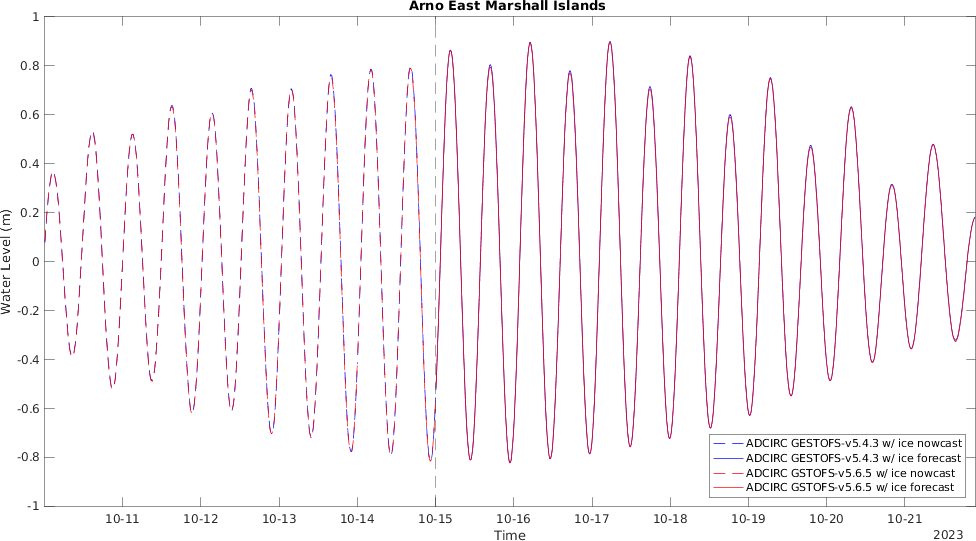 Arno East Marshall Islands
1
0.8
0.6
0.4
0.2
0
-0.2
-0.4
-0.6
-0.8
-1
Water Level (m)
ADCIRC GESTOFS-v5.4.3 w/ ice nowcast
ADCIRC GESTOFS-v5.4.3 w/ ice forecast
ADCIRC GSTOFS-v5.6.5 w/ ice nowcast
ADCIRC GSTOFS-v5.6.5 w/ ice forecast
10-11 10-12 10-13 10-14 10-15 10-16 10-17 10-18 10-19 10-20 10-21
Time
2023